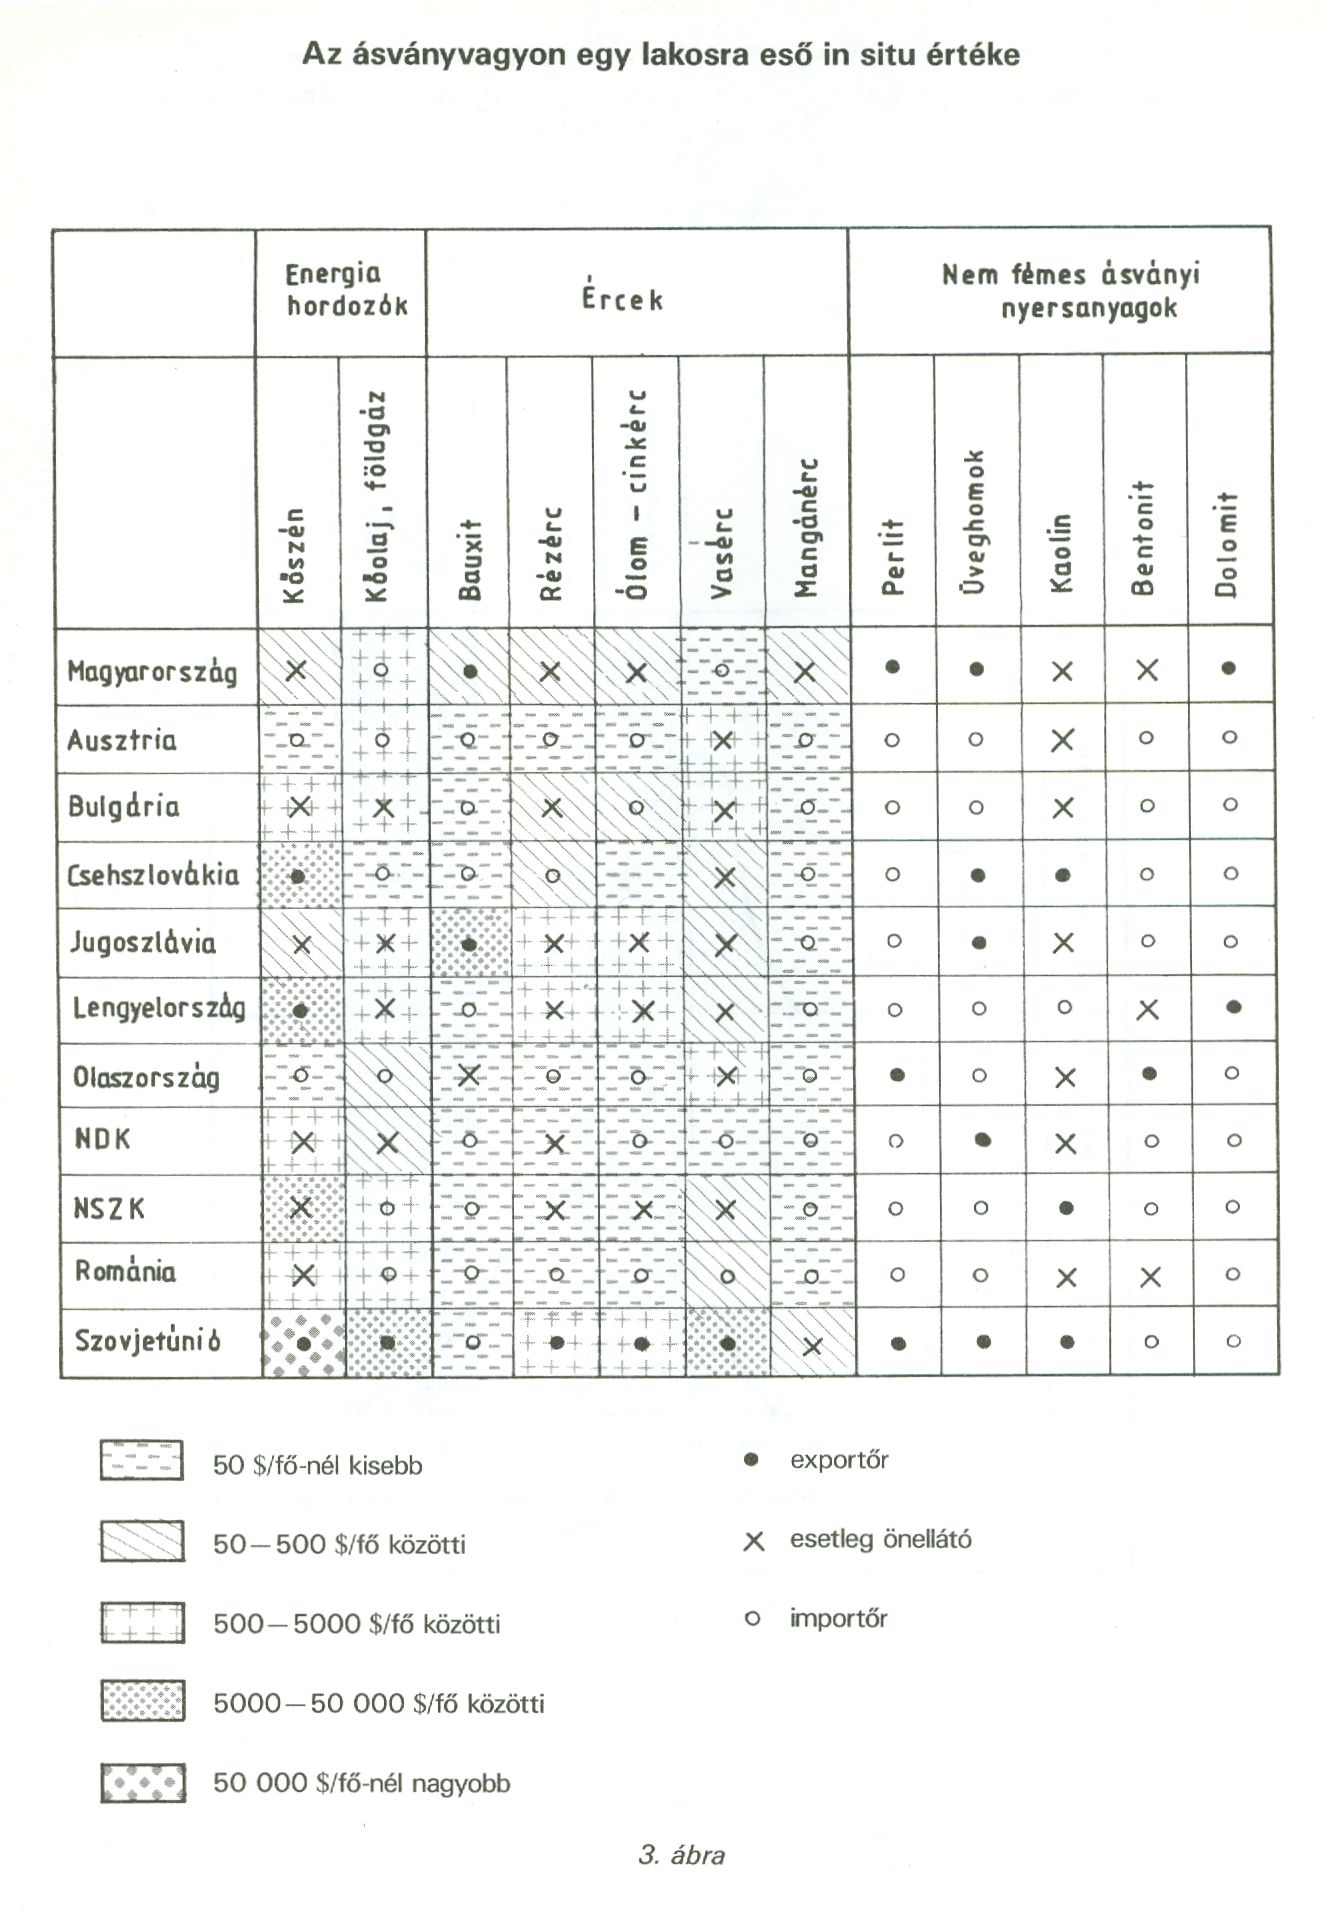 Az ásványvagyon egy lakosra eső in situ értéke
Energia
hordozók
Ércek
Nem fémes ásványi
nyersanyagok
Kőszén
Kőolaj, földgáz
Bauxit
Rézérc
Ólom – cinkérc
Vasérc
Mangánérc
Perlit
Üveghomok
Kaolin
Bentonit
Dolomit
Magyarország
Ausztria
Bulgária
Csehszlovákia
Jugoszlávia
Lengyelország
Olaszország
NDK
NSZK
Románia
Szovjetúnió
50 $/fő-nél kisebb
exportőr
50–500 $/fő közötti
esetleg önellátó
500–5000 $/fő közötti
importőr
5000–50 000 $/fő közötti
50 000 $/fő-nél nagyobb
3. ábra